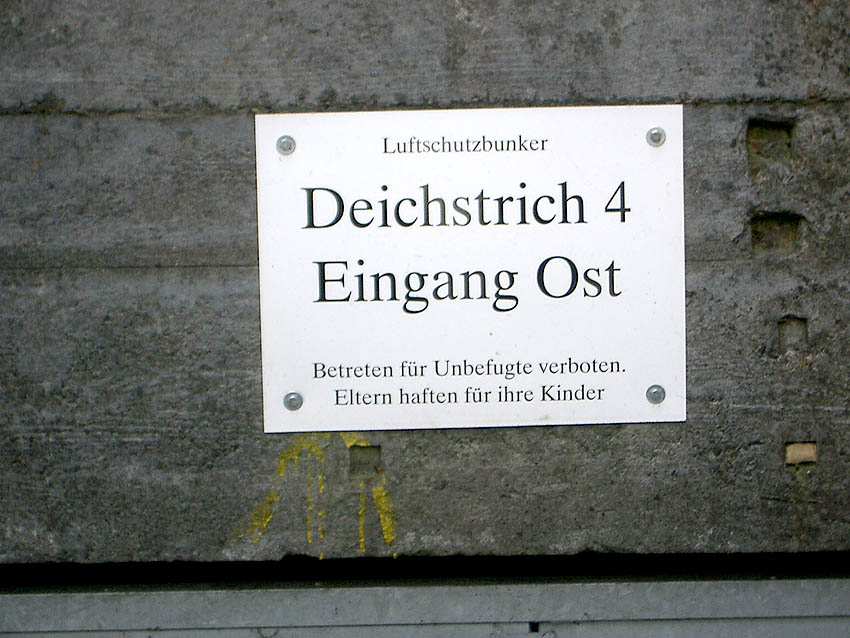 Luftschutzbunker
Deichstrich 4
Eingang Ost
Betreten für Unbefugte verboten.
Eltern haften für ihre Kinder